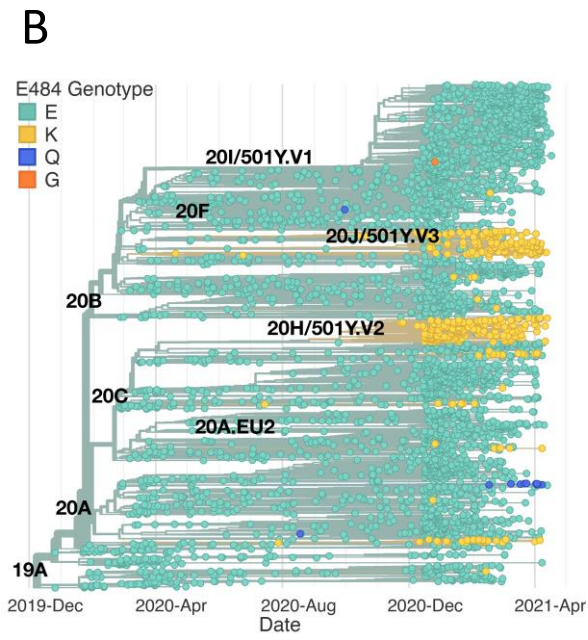 B
E484 Genotype
E
K
Q
G
20I/501Y.V1
20F
20J/501Y.V3
20B
20H/501Y.V2
20C
20A.EU2
20A
19A
2019-Dec 2020-Apr 2020-Aug 2020-Dec 2021-Apr
Date